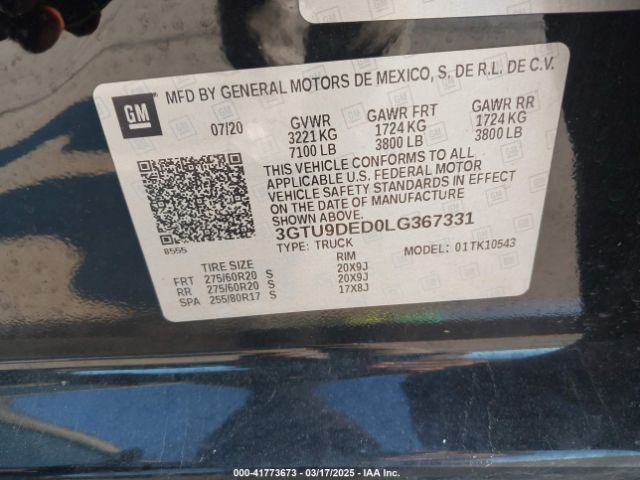 MFD BY GENERAL MOTORS DE MEXICO, S. DE R.L. DE C.V.
GM
07/20
GVWR
3221 KG
7100 LB
GAWR FRT
1724 KG
3800 LB
GAWR RR
1724 KG
3800 LB
THIS VEHICLE CONFORMS TO ALL
APPLICABLE U.S. FEDERAL MOTOR
VEHICLE SAFETY STANDARDS IN EFFECT
ON THE DATE OF MANUFACTURE
SHOWN ABOVE.
8555
3GTU9DED0LG367331
TYPE: TRUCK
MODEL: 01TK10543
TIRE SIZE RIM
FRT 275/60R20 S 20X9J
RR 275/60R20 S 20X9J
SPA 255/80R17 S 17X8J
000-41773673 - 03/17/2025 - IAA Inc.